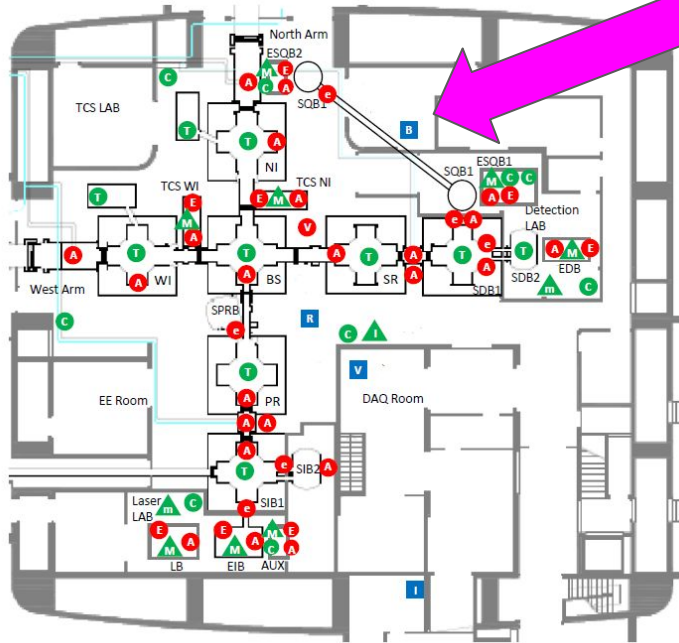 North Arm
ESQB2
C
M
E
A
C
A
SQB1
e
TCS LAB
B
T
T
A
NI
SQB1
ESQB1
M
C
C
A
E
TCS WI
TCS NI
T
E
M
A
E
M
A
V
e
A
Detection
LAB
A
T
A
WI
T
A
BS
A
T
SR
A
A
T
e
A
SDB1
T
SDB2
A
M
E
EDB
m
C
West Arm
C
SPRB
e
R
C
I
V
EE Room
T
A
PR
DAQ Room
A
A
A
T
e
SIB2
A
SIB1
e
Laser
LAB
m
C
E
M
A
LB
E
M
A
EIB
M
E
C
A
AUX
I